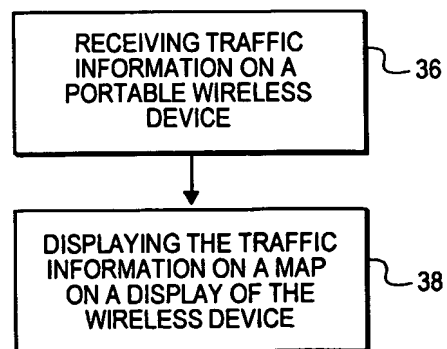 RECEIVING TRAFFIC
INFORMATION ON A
PORTABLE WIRELESS
DEVICE
36
DISPLAYING THE TRAFFIC
INFORMATION ON A MAP
ON A DISPLAY OF THE
WIRELESS DEVICE
38